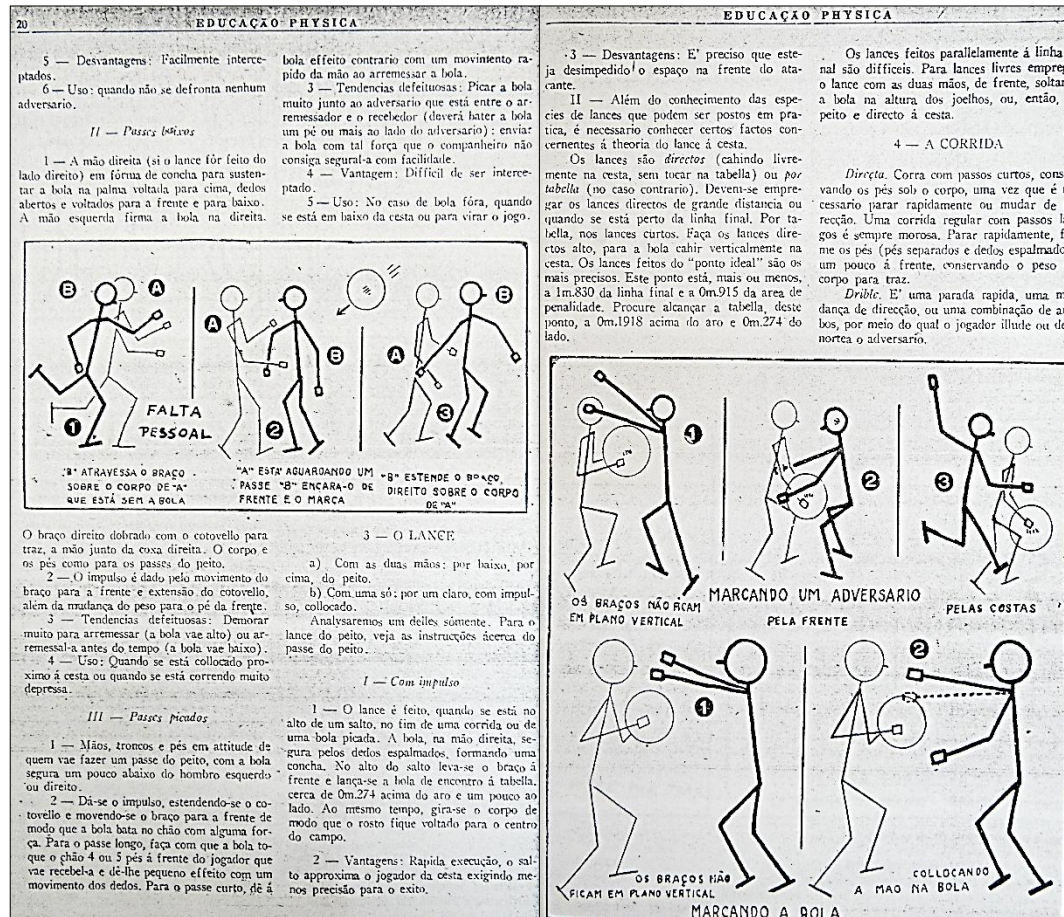 20
EDUCAÇÃO PHYSICA
5 — Desvantagens: Facilmente interce-
ptados.
6 — Uso: quando não se defronta nenhum
adversario.
II — Passes baixos
1 — A mão direita (si o lance fôr feito do
lado direito) em fórma de concha para susten-
tar a bola na palma voltada para cima, dedos
abertos e voltados para a frente e para baixo.
A mão esquerda firma a bola na direita.
bola effeito contrario com um movimento ra-
pido da mão ao arremessar a bola.
3 — Tendencias defeituosas: Picar a bola
muito junto ao adversario que está entre o ar-
remessador e o recebedor (deverá bater a bola
um pé ou mais ao lado do adversario); enviar
a bola com tal força que o companheiro não
consiga segural-a com facilidade.
4 — Vantagem: Difficil de ser interce-
ptado.
5 — Uso: No caso de bola fóra, quando
se está em baixo da cesta ou para virar o jogo.
B A
A B
A B
1 FALTA
PESSOAL
2
3
"B" ATRAVESSA O BRAÇO
SOBRE O CORPO DE "A"
QUE ESTÁ SEM A BOLA
"A" ESTA' AGUARDANDO UM
PASSE "B" ENCARA-O DE
FRENTE E O MARCA
"B" ESTENDE O BRAÇO
DIREITO SOBRE O CORPO
DE "A"
O braço direito dobrado com o cotovello para
traz, a mão junto da coxa direita. O corpo e
os pés como para os passes do peito.
2 — O impulso é dado pelo movimento do
braço para a frente e extensão do cotovello,
além da mudança do peso para o pé da frente.
3 — Tendencias defeituosas: Demorar
muito para arremessar (a bola vae alto) ou ar-
remessal-a antes do tempo (a bola vae baixo).
4 — Uso: Quando se está collocado pro-
ximo á cesta ou quando se está correndo muito
depressa.
III — Passes picados
1 — Mãos, troncos e pés em attitude de
quem vae fazer um passe do peito, com a bola
segura um pouco abaixo do hombro esquerdo
ou direito.
2 — Dá-se o impulso, estendendo-se o co-
tovello e movendo-se o braço para a frente de
modo que a bola bata no chão com alguma for-
ça. Para o passe longo, faça com que a bola to-
que o chão 4 ou 5 pés á frente do jogador que
vae recebel-a e dê-lhe pequeno effeito com um
movimento dos dedos. Para o passe curto, dê á
3 — O LANCE
a) Com as duas mãos: por baixo, por
cima, do peito.
b) Com uma só: por um claro, com impul-
so, collocado.
Analysaremos um delles sómente. Para o
lance do peito, veja as instrucções ácerca do
passe do peito.
I — Com impulso
1 — O lance é feito, quando se está no
alto de um salto, no fim de uma corrida ou de
uma bola picada. A bola, na mão direita, se-
gura pelos dedos espalmados, formando uma
concha. No alto do salto leva-se o braço á
frente e lança-se a bola de encontro á tabella,
cerca de 0m.274 acima do aro e um pouco ao
lado. Ao mesmo tempo, gira-se o corpo de
modo que o rosto fique voltado para o centro
do campo.
2 — Vantagens: Rapida execução, o sal-
to approxima o jogador da cesta exigindo me-
nos precisão para o exito.
EDUCAÇÃO PHYSICA
3 — Desvantagens: E' preciso que este-
ja desimpedido o espaço na frente do ata-
cante.
II — Além do conhecimento das espe-
cies de lances que podem ser postos em pra-
tica, é necessario conhecer certos factos con-
cernentes á theoria do lance á cesta.
Os lances são directos (cahindo livre-
mente na cesta, sem tocar na tabella) ou por
tabella (no caso contrario). Devem-se empre-
gar os lances directos de grande distancia ou
quando se está perto da linha final. Por ta-
bella, nos lances curtos. Faça os lances dire-
ctos alto, para a bola cahir verticalmente na
cesta. Os lances feitos do "ponto ideal" são os
mais precisos. Este ponto está, mais ou menos,
a 1m.830 da linha final e a 0m.915 da area de
penalidade. Procure alcançar a tabella, deste
ponto, a 0m.1918 acima do aro e 0m.274 do
lado.
Os lances feitos parallelamente á linha
nal são difficeis. Para lances livres empre
o lance com as duas mãos, de frente, soltar
a bola na altura dos joelhos, ou, então,
peito e directo á cesta.
4 — A CORRIDA
Directa. Corra com passos curtos, cons
vando os pés sob o corpo, uma vez que é
cessario parar rapidamente ou mudar de
recção. Uma corrida regular com passos la
gos é sempre morosa. Parar rapidamente, f
me os pés (pés separados e dedos espalmado
um pouco á frente, conservando o peso
corpo para traz.
Drible. E' uma parada rapida, uma m
dança de direcção, ou uma combinação de a
bos, por meio do qual o jogador illude ou de
nortea o adversario.
1
2
3
OS BRAÇOS NÃO FICAM
EM PLANO VERTICAL
MARCANDO UM ADVERSARIO
PELA FRENTE
PELAS COSTAS
1
2
OS BRAÇOS NÃO
FICAM EM PLANO VERTICAL
COLLOCANDO
A MAO NA BOLA
MARCANDO A BOLA